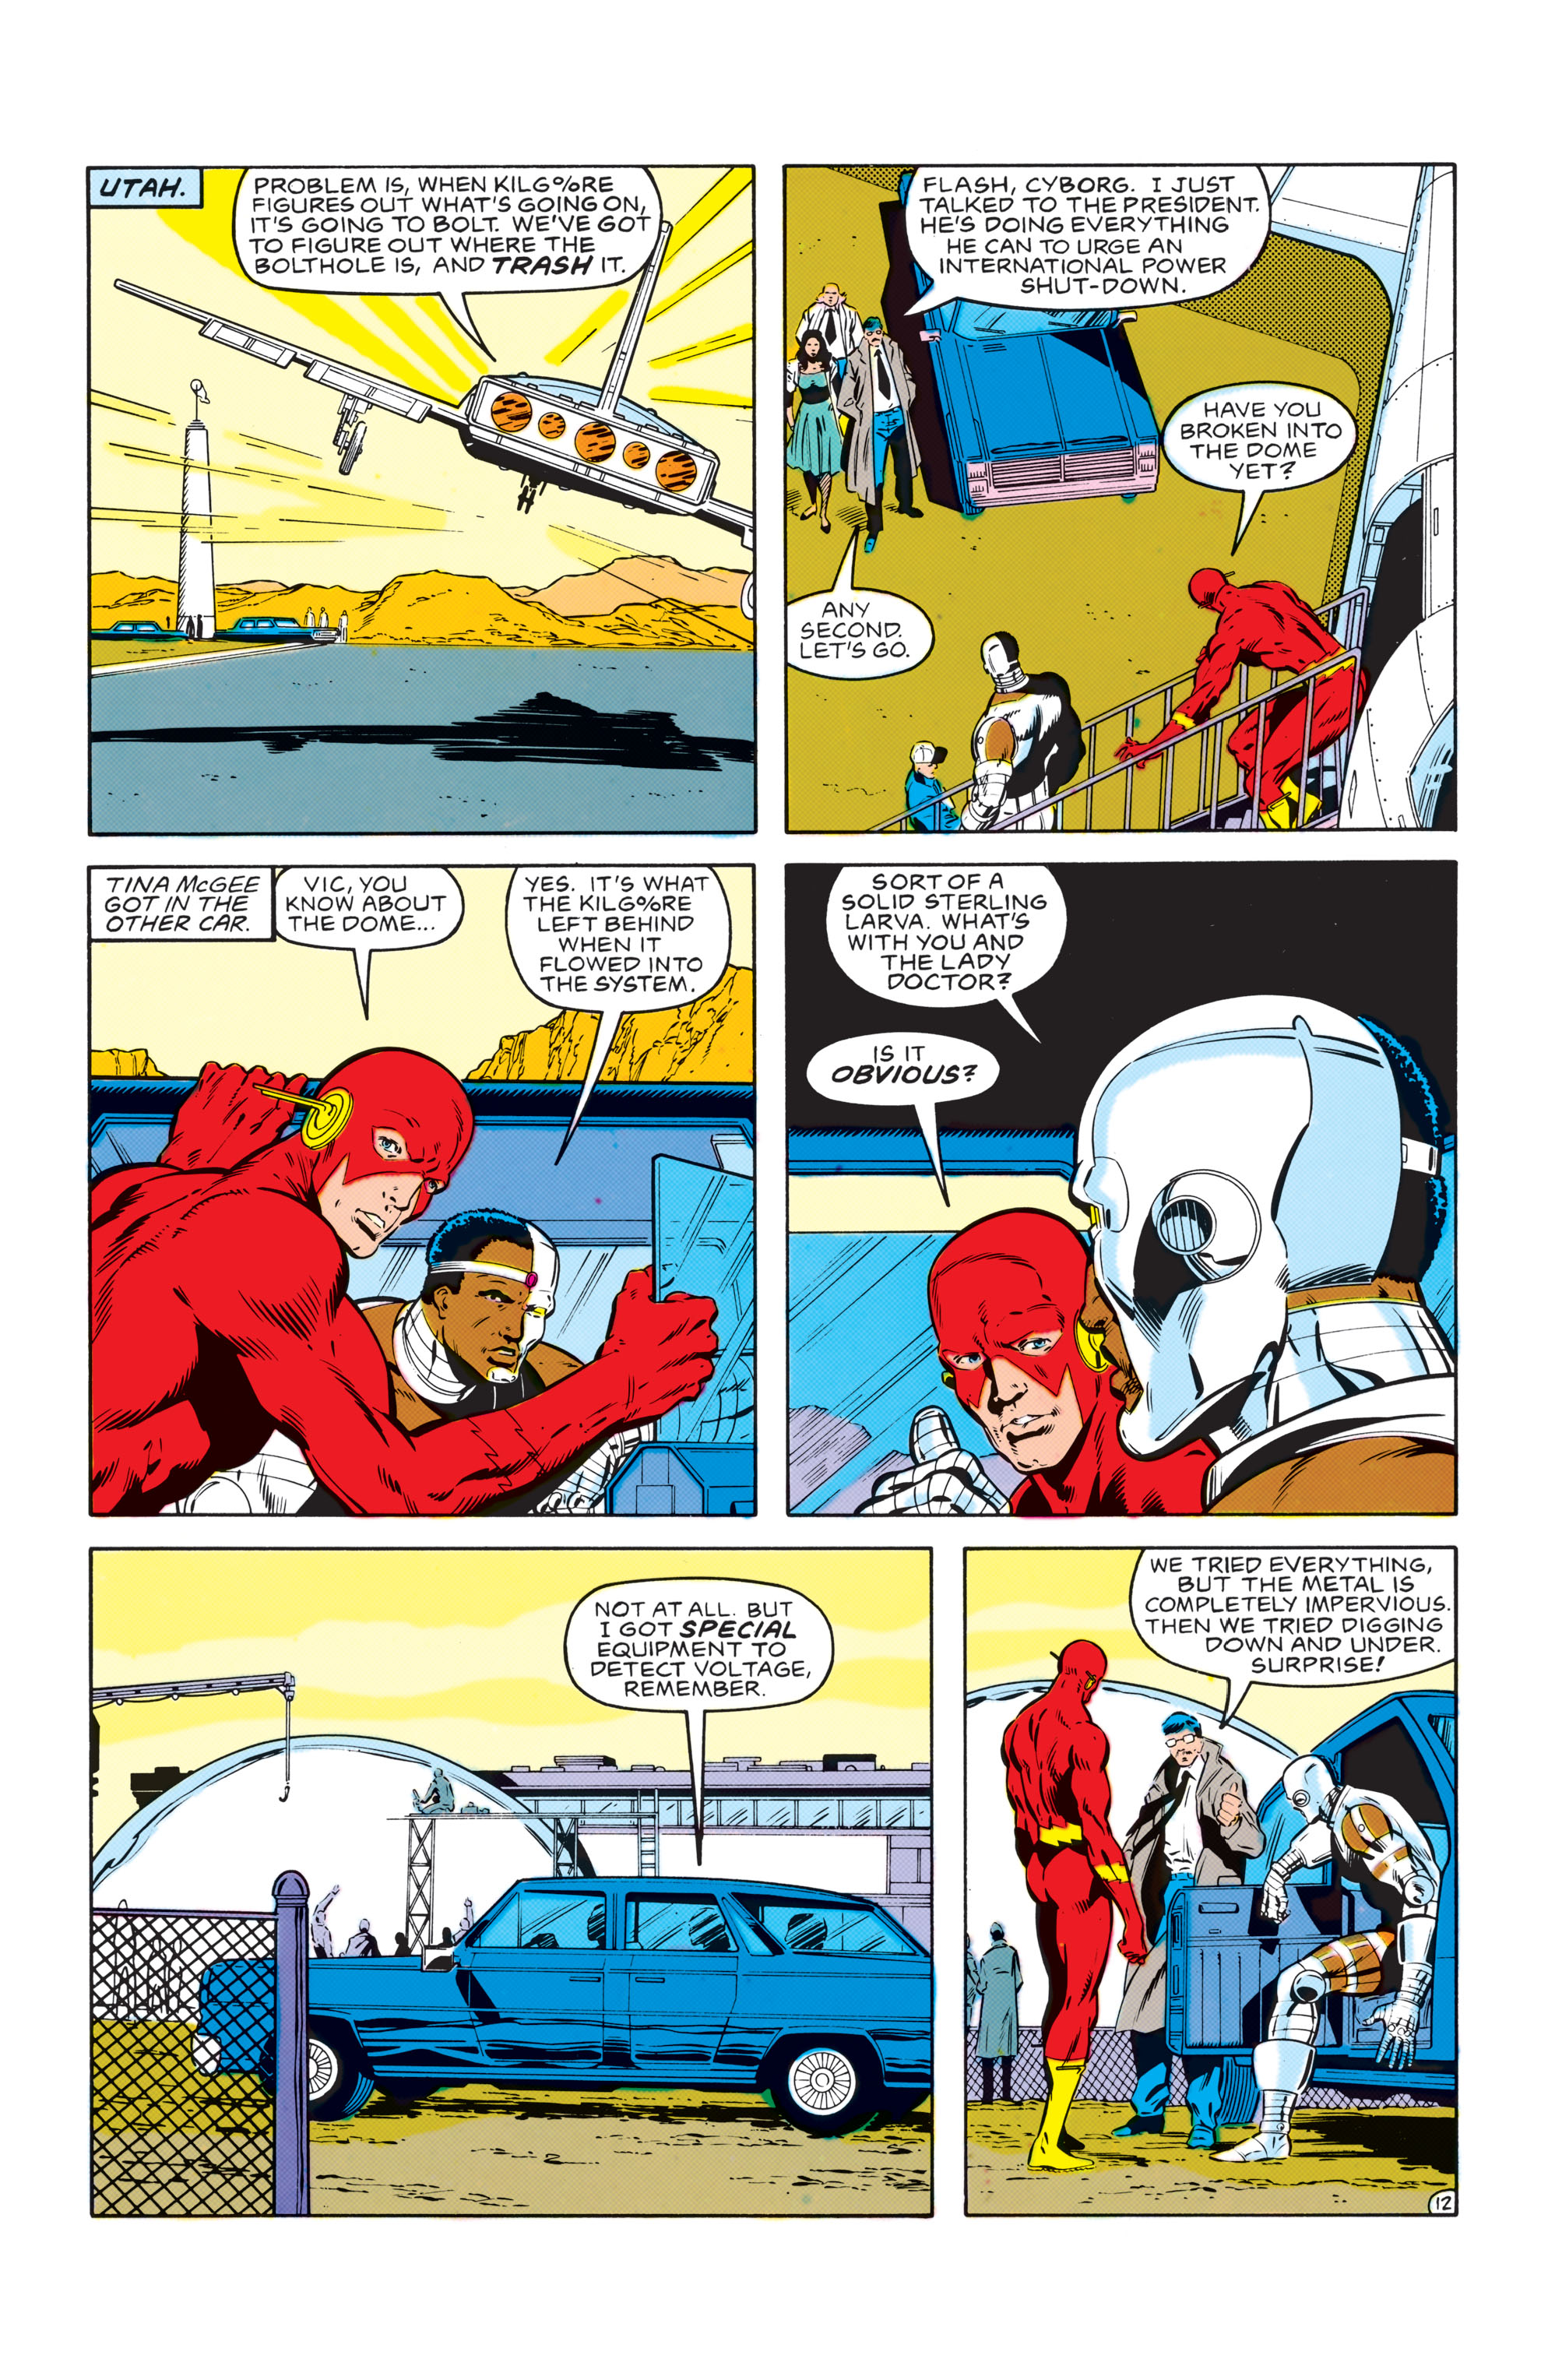 UTAH.
PROBLEM IS, WHEN KILG%RE
FIGURES OUT WHAT'S GOING ON,
IT'S GOING TO BOLT. WE'VE GOT
TO FIGURE OUT WHERE THE
BOLTHOLE IS, AND TRASH IT.
FLASH, CYBORG. I JUST
TALKED TO THE PRESIDENT.
HE'S DOING EVERYTHING
HE CAN TO URGE AN
INTERNATIONAL POWER
SHUT-DOWN.
HAVE YOU
BROKEN INTO
THE DOME
YET?
ANY
SECOND.
LET'S GO.
TINA McGEE
GOT IN THE
OTHER CAR.
VIC, YOU
KNOW ABOUT
THE DOME...
YES. IT'S WHAT
THE KILG%RE
LEFT BEHIND
WHEN IT
FLOWED INTO
THE SYSTEM.
SORT OF A
SOLID STERLING
LARVA. WHAT'S
WITH YOU AND
THE LADY
DOCTOR?
IS IT
OBVIOUS?
NOT AT ALL. BUT
I GOT SPECIAL
EQUIPMENT TO
DETECT VOLTAGE,
REMEMBER.
WE TRIED EVERYTHING,
BUT THE METAL IS
COMPLETELY IMPERVIOUS.
THEN WE TRIED DIGGING
DOWN AND UNDER.
SURPRISE!
12